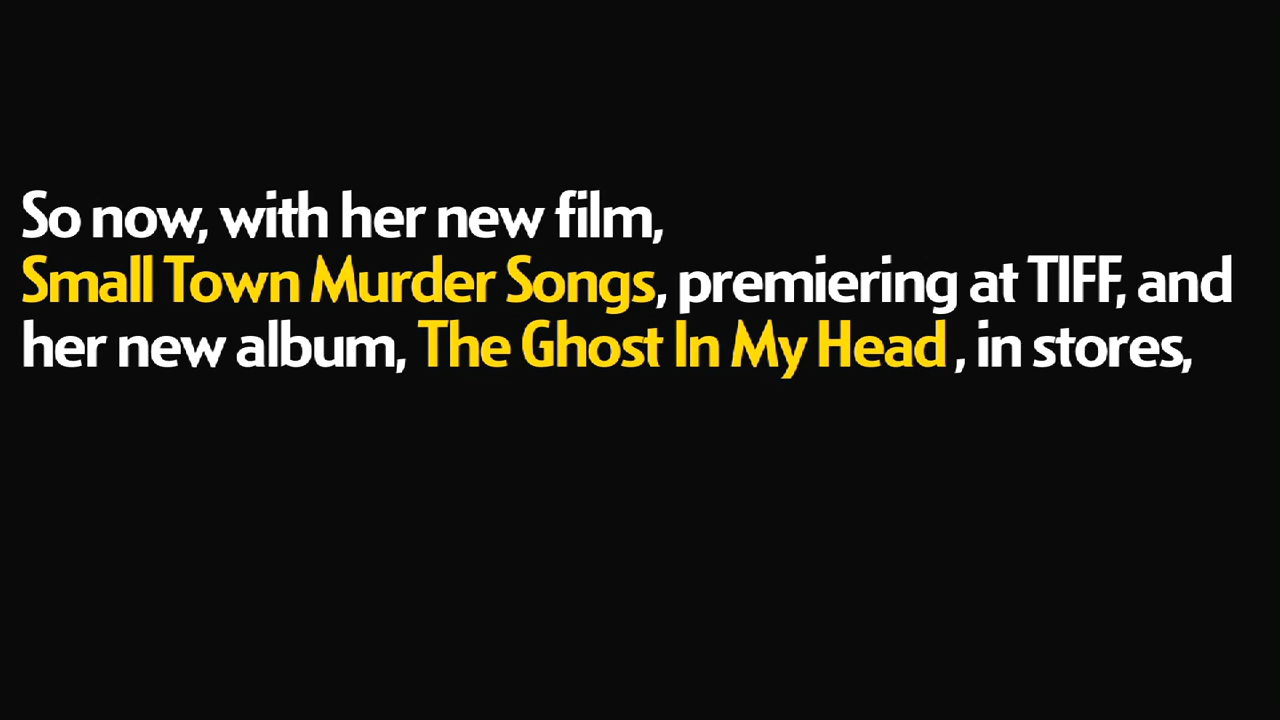 So now, with her new film,
Small Town Murder Songs, premiering at TIFF, and
her new album, The Ghost In My Head , in stores,